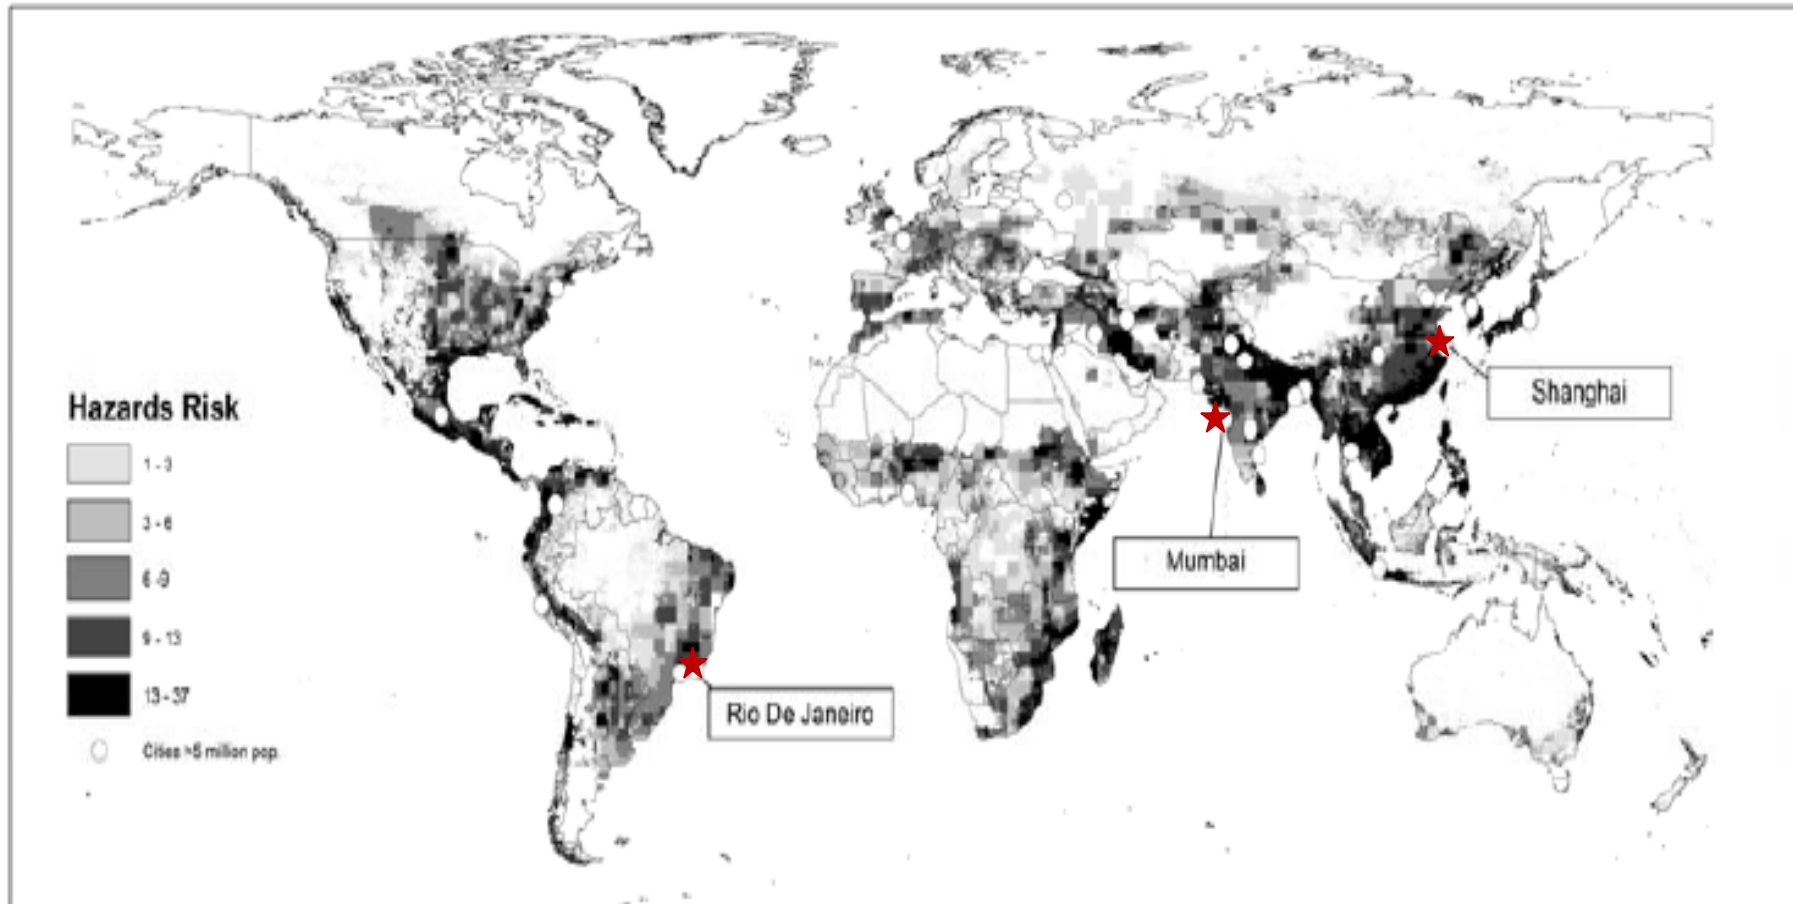 Hazards Risk
1 - 3
3 - 6
6 - 9
9 - 13
13 - 37
Cities >5 million pop.
Shanghai
Mumbai
Rio De Janeiro